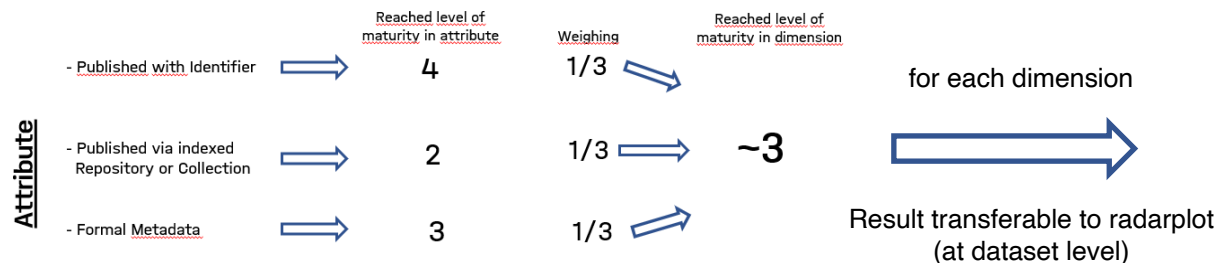 Reached level of
maturity in attribute
Weighing
Reached level of
maturity in dimension
Attribute
- Published with Identifier
4
1/3
- Published via indexed
Repository or Collection
2
1/3
~3
- Formal Metadata
3
1/3
for each dimension
Result transferable to radarplot
(at dataset level)